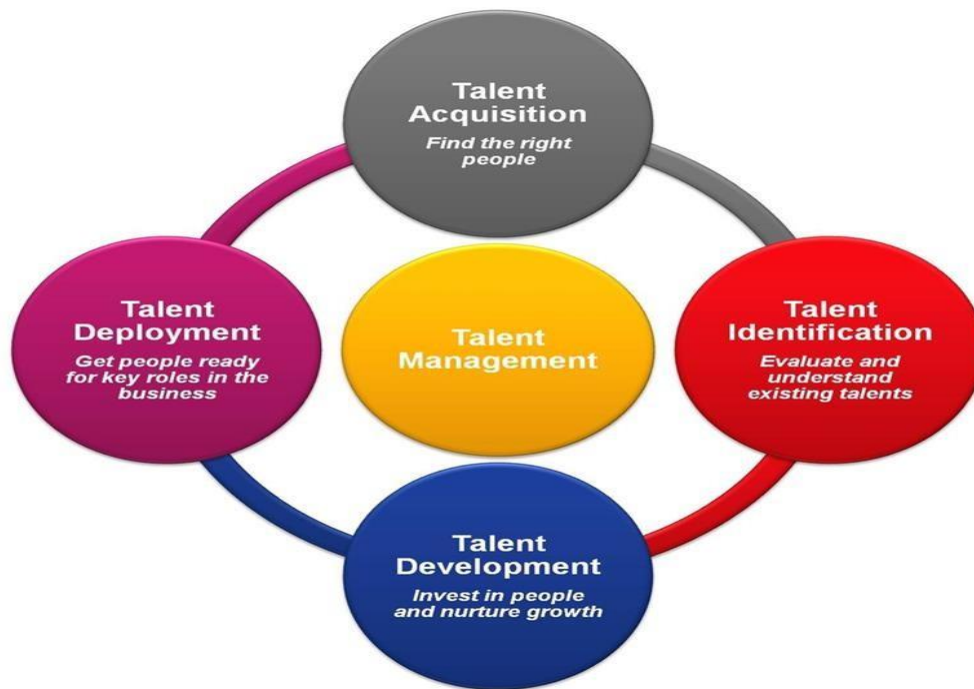 Talent
Acquisition
Find the right
people
Talent
Deployment
Get people ready
for key roles in the
business
Talent
Management
Talent
Identification
Evaluate and
understand
existing talents
Talent
Development
Invest in people
and nurture growth